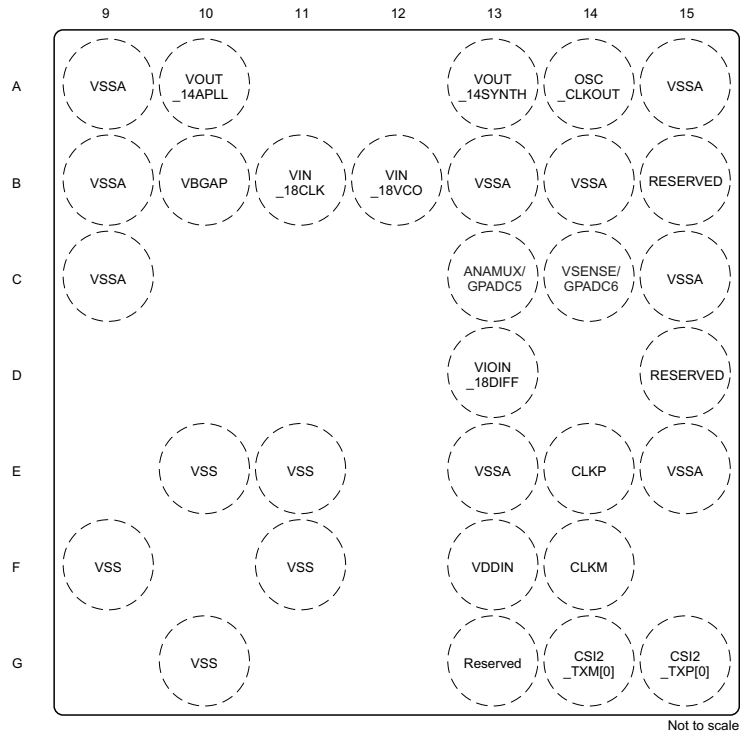 9 10 11 12 13 14 15
A
VSSA
VOUT
_14APLL
VOUT
_14SYNTH
OSC
_CLKOUT
VSSA
B
VSSA
VBGAP
VIN
_18CLK
VIN
_18VCO
VSSA
VSSA
RESERVED
C
VSSA
ANAMUX/
GPADC5
VSENSE/
GPADC6
VSSA
D
VIOIN
_18DIFF
RESERVED
E
VSS
VSS
VSSA
CLKP
VSSA
F
VSS
VSS
VDDIN
CLKM
G
VSS
Reserved
CSI2
_TXM[0]
CSI2
_TXP[0]
Not to scale